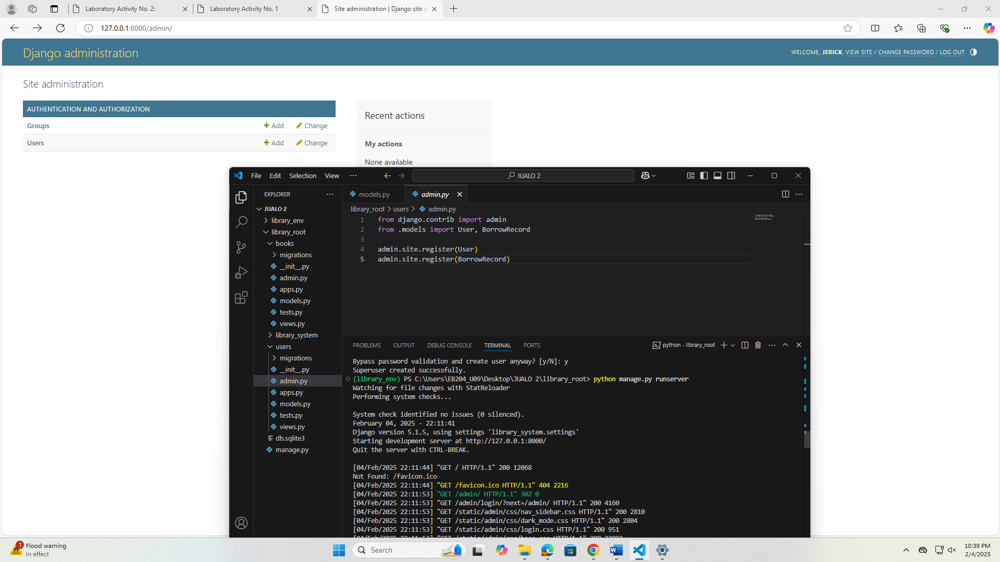 Laboratory Activity No. 2:
Laboratory Activity No. 1
Site administration | Django site a
127.0.0.1:8000/admin/
Django administration
WELCOME, JERICK. VIEW SITE / CHANGE PASSWORD / LOG OUT
Site administration
AUTHENTICATION AND AUTHORIZATION
Groups Add Change
Users Add Change
Recent actions
My actions
None available
File Edit Selection View ··· JUALO 2
EXPLORER ···
JUALO 2
library_env
library_root
books
migrations
__init__.py
admin.py
apps.py
models.py
tests.py
views.py
library_system
users
migrations
__init__.py
admin.py
apps.py
models.py
tests.py
views.py
db.sqlite3
manage.py
models.py admin.py
library_root > users > admin.py
1 from django.contrib import admin
2 from .models import User, BorrowRecord
3
4 admin.site.register(User)
5 admin.site.register(BorrowRecord)
PROBLEMS OUTPUT DEBUG CONSOLE TERMINAL PORTS python - library_root
Bypass password validation and create user anyway? [y/N]: y
Superuser created successfully.
(library_env) PS C:\Users\EB204_U09\Desktop\JUALO 2\library_root> python manage.py runserver
Watching for file changes with StatReloader
Performing system checks...
System check identified no issues (0 silenced).
February 04, 2025 - 22:11:41
Django version 5.1.5, using settings 'library_system.settings'
Starting development server at http://127.0.0.1:8000/
Quit the server with CTRL-BREAK.
[04/Feb/2025 22:11:44] "GET / HTTP/1.1" 200 12068
Not Found: /favicon.ico
[04/Feb/2025 22:11:44] "GET /favicon.ico HTTP/1.1" 404 2216
[04/Feb/2025 22:11:53] "GET /admin/ HTTP/1.1" 302 0
[04/Feb/2025 22:11:53] "GET /admin/login/?next=/admin/ HTTP/1.1" 200 4160
[04/Feb/2025 22:11:53] "GET /static/admin/css/nav_sidebar.css HTTP/1.1" 200 2810
[04/Feb/2025 22:11:53] "GET /static/admin/css/dark_mode.css HTTP/1.1" 200 2804
[04/Feb/2025 22:11:53] "GET /static/admin/css/login.css HTTP/1.1" 200 951
1
Flood warning
In effect
Search
10:39 PM
2/4/2025